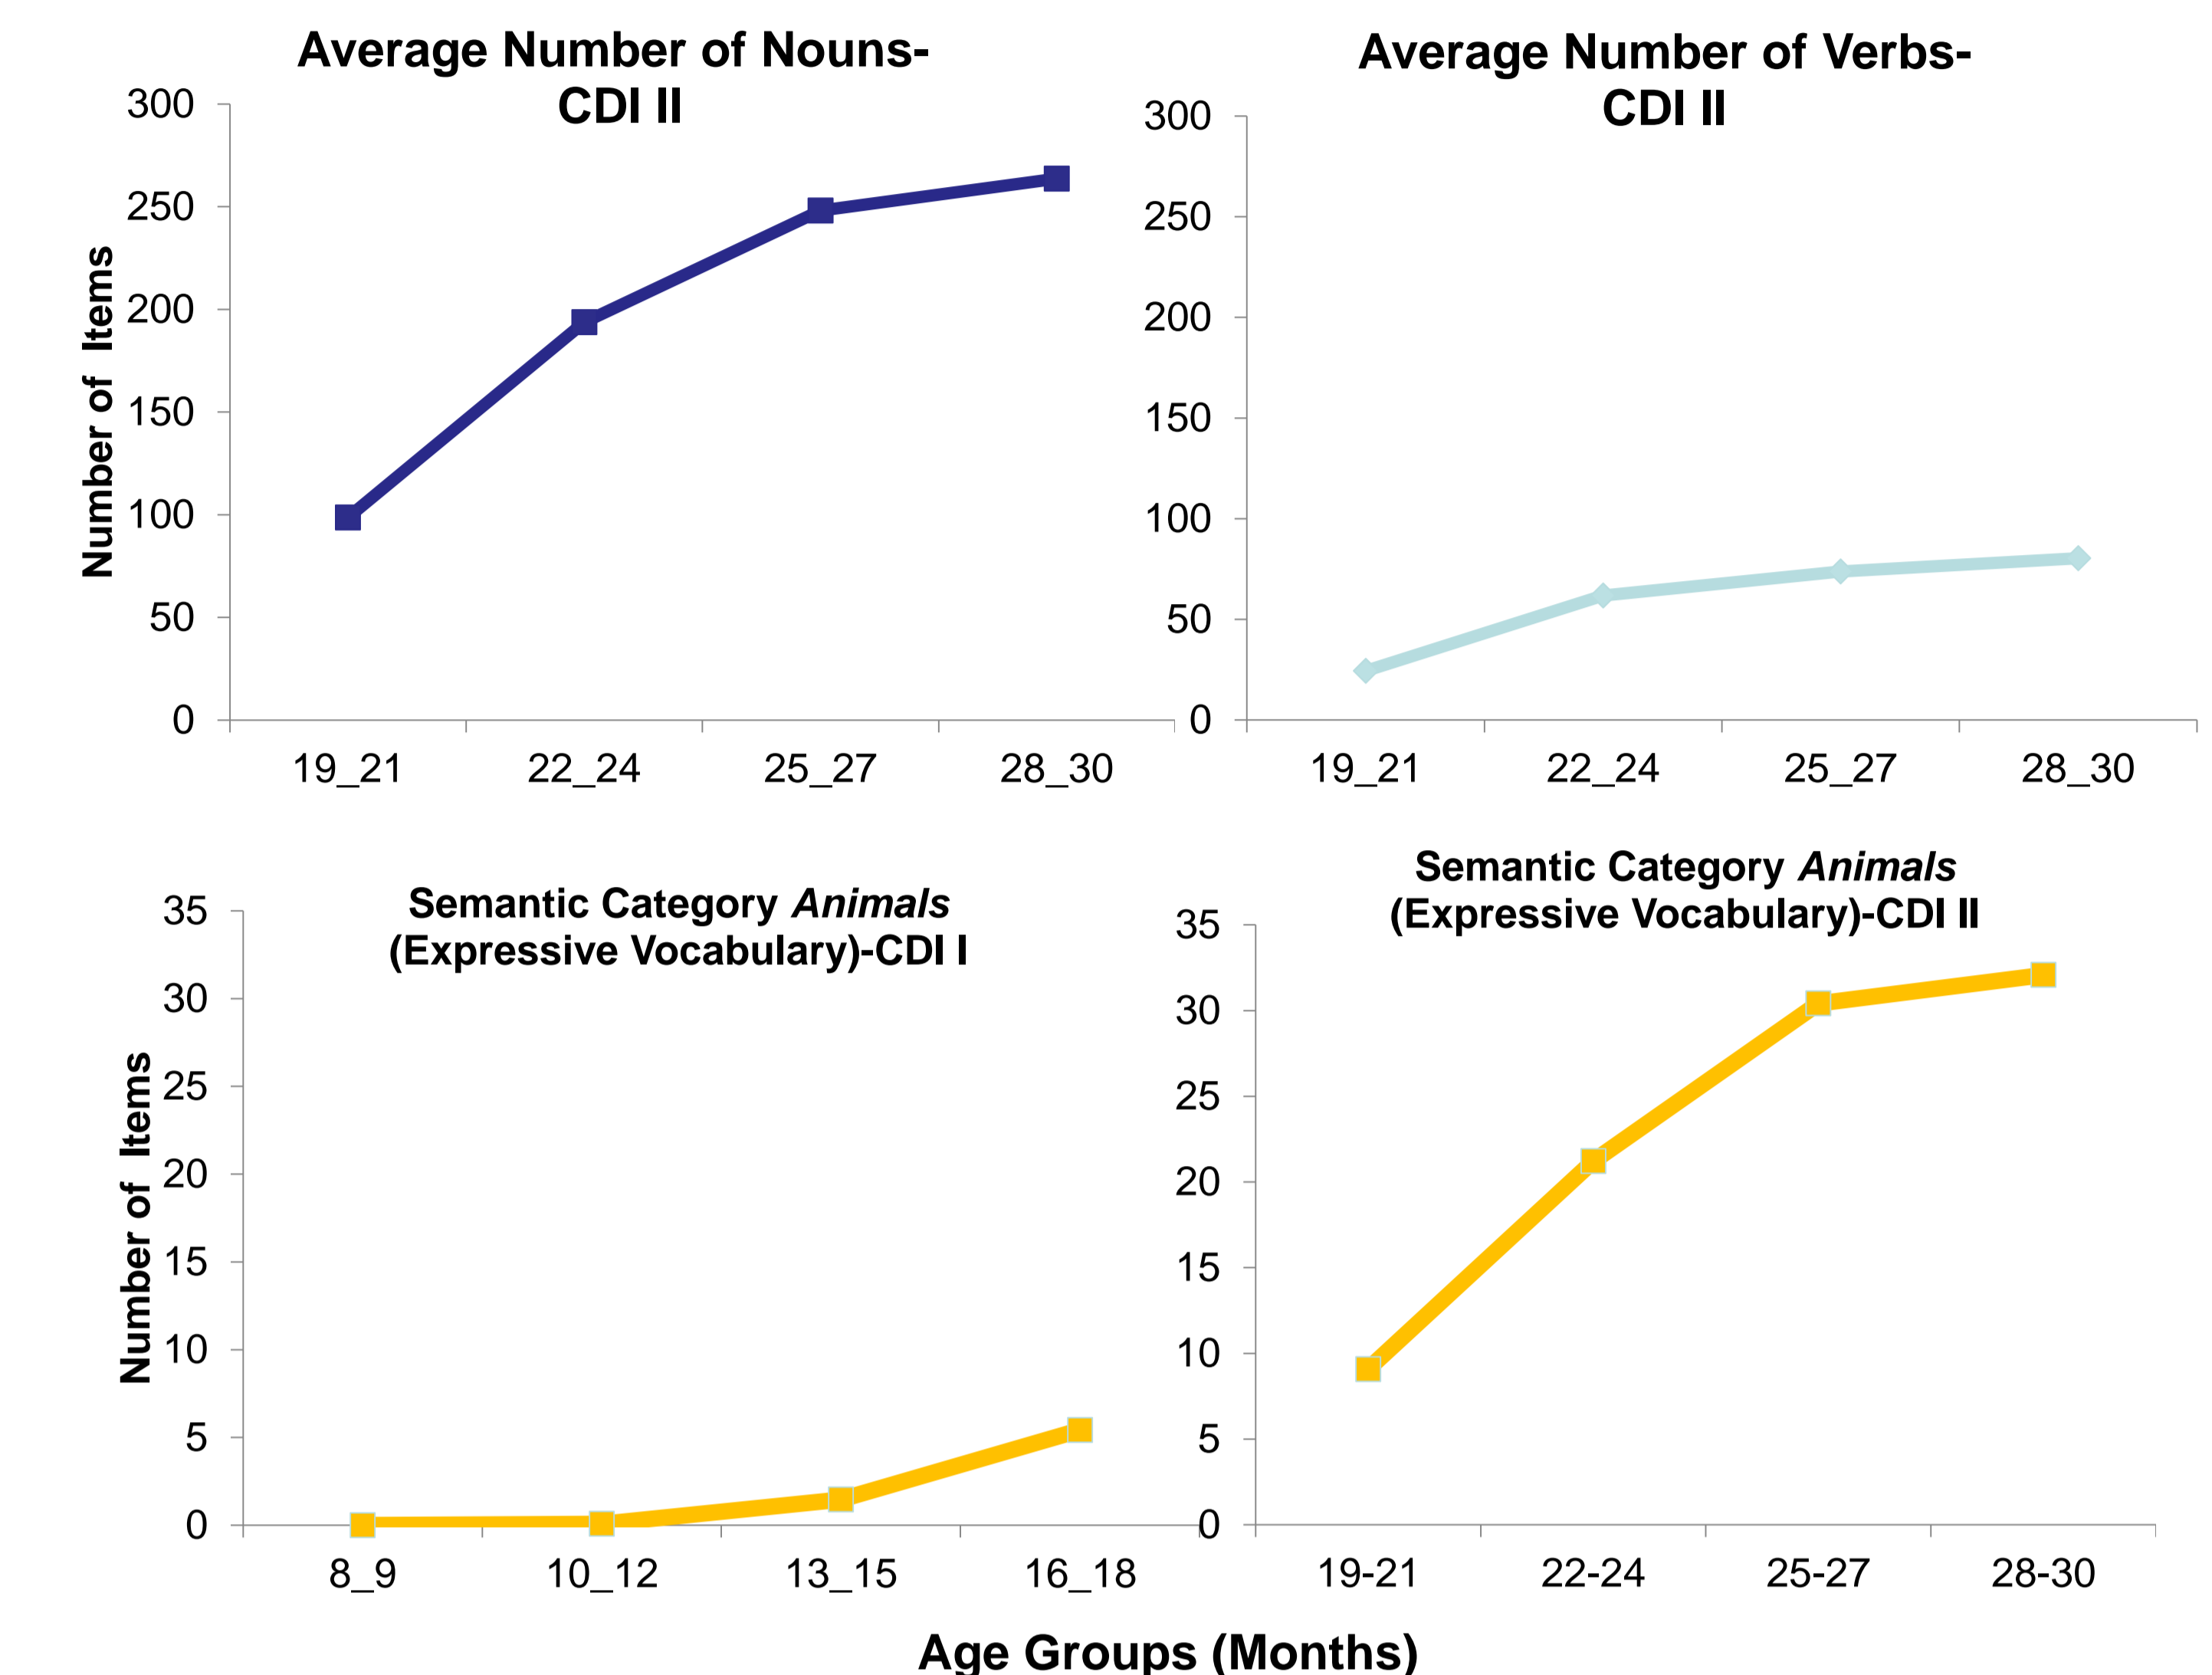 Average Number of Nouns-
CDI II
300
250
200
150
100
50
0
Number of Items
19_21 22_24 25_27 28_30
Average Number of Verbs-
CDI II
300
250
200
150
100
50
0
19_21 22_24 25_27 28_30
Semantic Category Animals
(Expressive Vocabulary)-CDI I
35
30
25
20
15
10
5
0
Number of Items
8_9 10_12 13_15 16_18
Semantic Category Animals
(Expressive Vocabulary)-CDI II
35
30
25
20
15
10
5
0
19-21 22-24 25-27 28-30
Age Groups (Months)